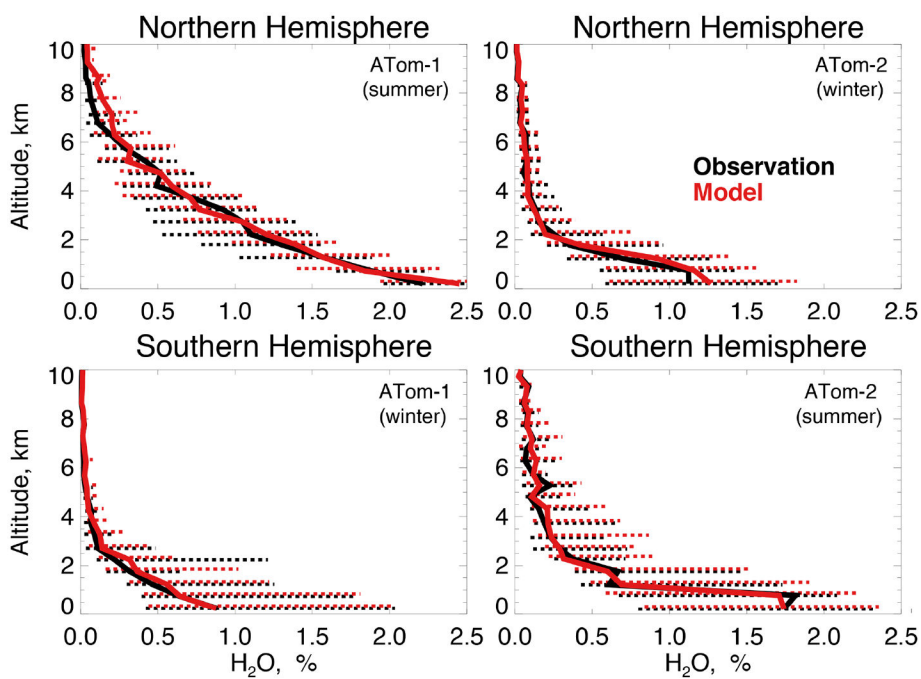 Northern Hemisphere
Northern Hemisphere
10
8
6
4
2
0
Altitude, km
ATom-1
(summer)
0.0 0.5 1.0 1.5 2.0 2.5
10
8
6
4
2
0
ATom-2
(winter)
Observation
Model
0.0 0.5 1.0 1.5 2.0 2.5
Southern Hemisphere
Southern Hemisphere
10
8
6
4
2
0
Altitude, km
ATom-1
(winter)
0.0 0.5 1.0 1.5 2.0 2.5
H₂O, %
10
8
6
4
2
0
ATom-2
(summer)
0.0 0.5 1.0 1.5 2.0 2.5
H₂O, %